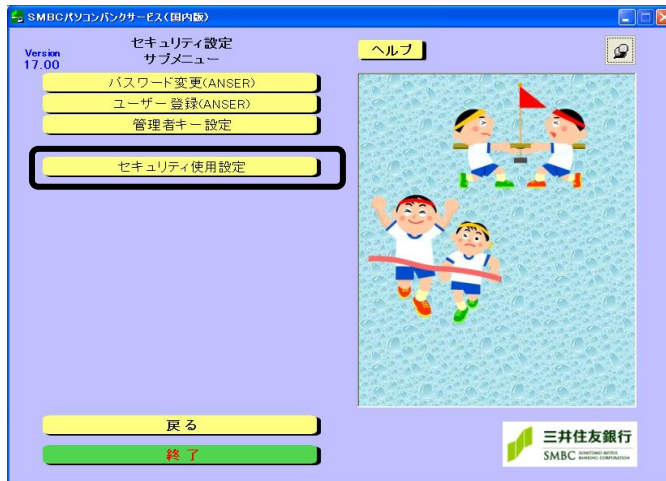 SMBCパソコンバンクサービス(国内版)
Version
17.00
セキュリティ設定
サブメニュー
ヘルプ
パスワード変更(ANSER)
ユーザー登録(ANSER)
管理者キー設定
セキュリティ使用設定
戻る
終了
三井住友銀行
SMBC SUMITOMO MITSUI
BANKING CORPORATION